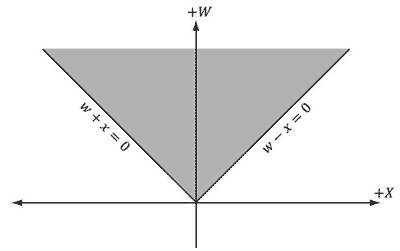 +W
w + x = 0
w − x = 0
+X